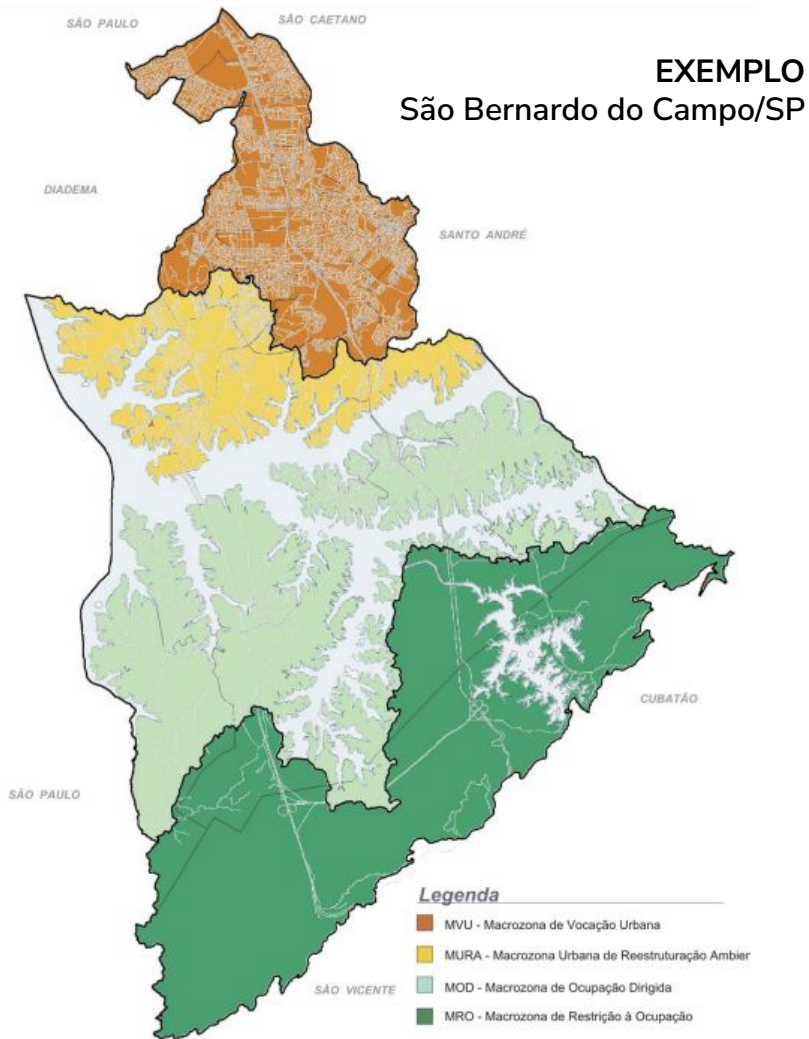 SÃO PAULO
SÃO CAETANO
EXEMPLO
São Bernardo do Campo/SP
DIADEMA
SANTO ANDRÉ
CUBATÃO
SÃO PAULO
Legenda
MVU - Macrozona de Vocação Urbana
MURA - Macrozona Urbana de Reestruturação Ambier
MOD - Macrozona de Ocupação Dirigida
SÃO VICENTE
MRO - Macrozona de Restrição à Ocupação